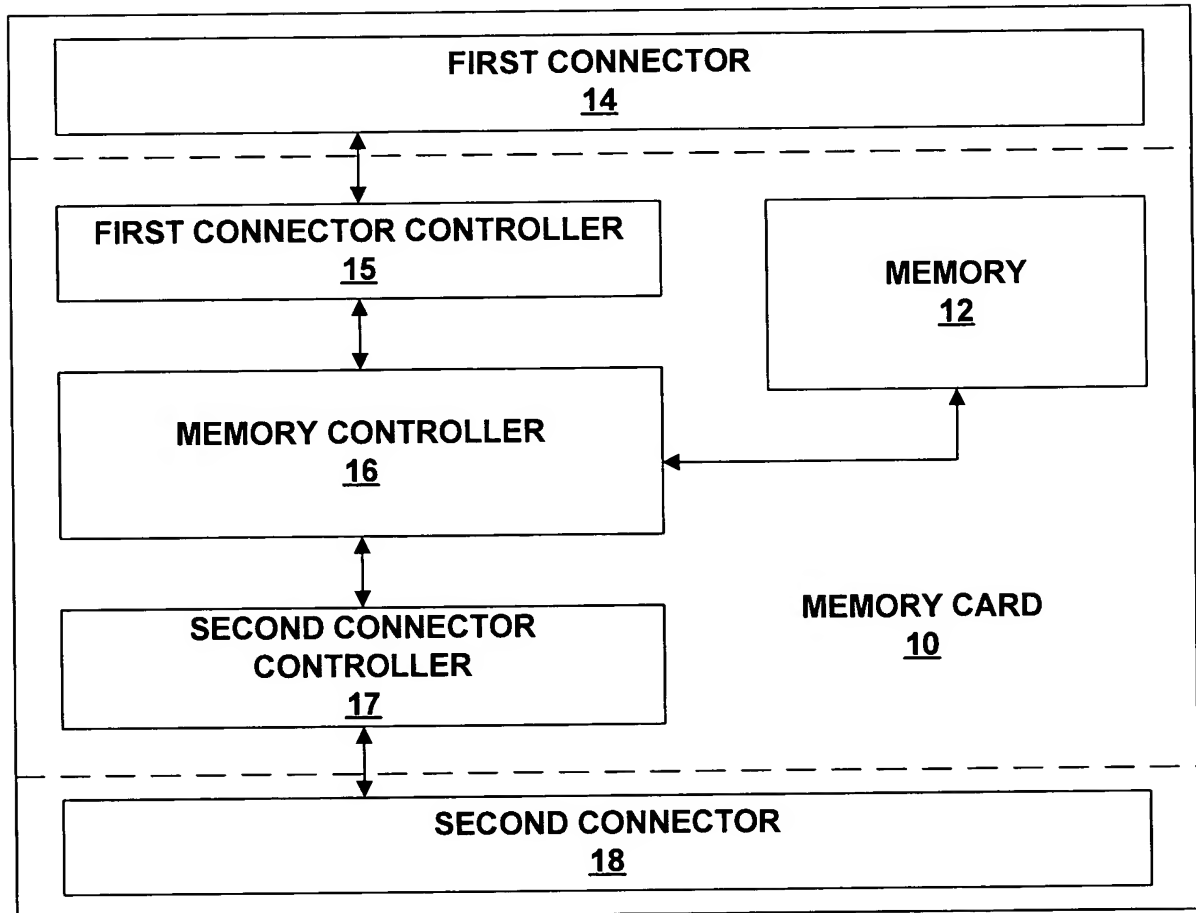 FIRST CONNECTOR
14
FIRST CONNECTOR CONTROLLER
15
MEMORY
12
MEMORY CONTROLLER
16
SECOND CONNECTOR
CONTROLLER
17
MEMORY CARD
10
SECOND CONNECTOR
18